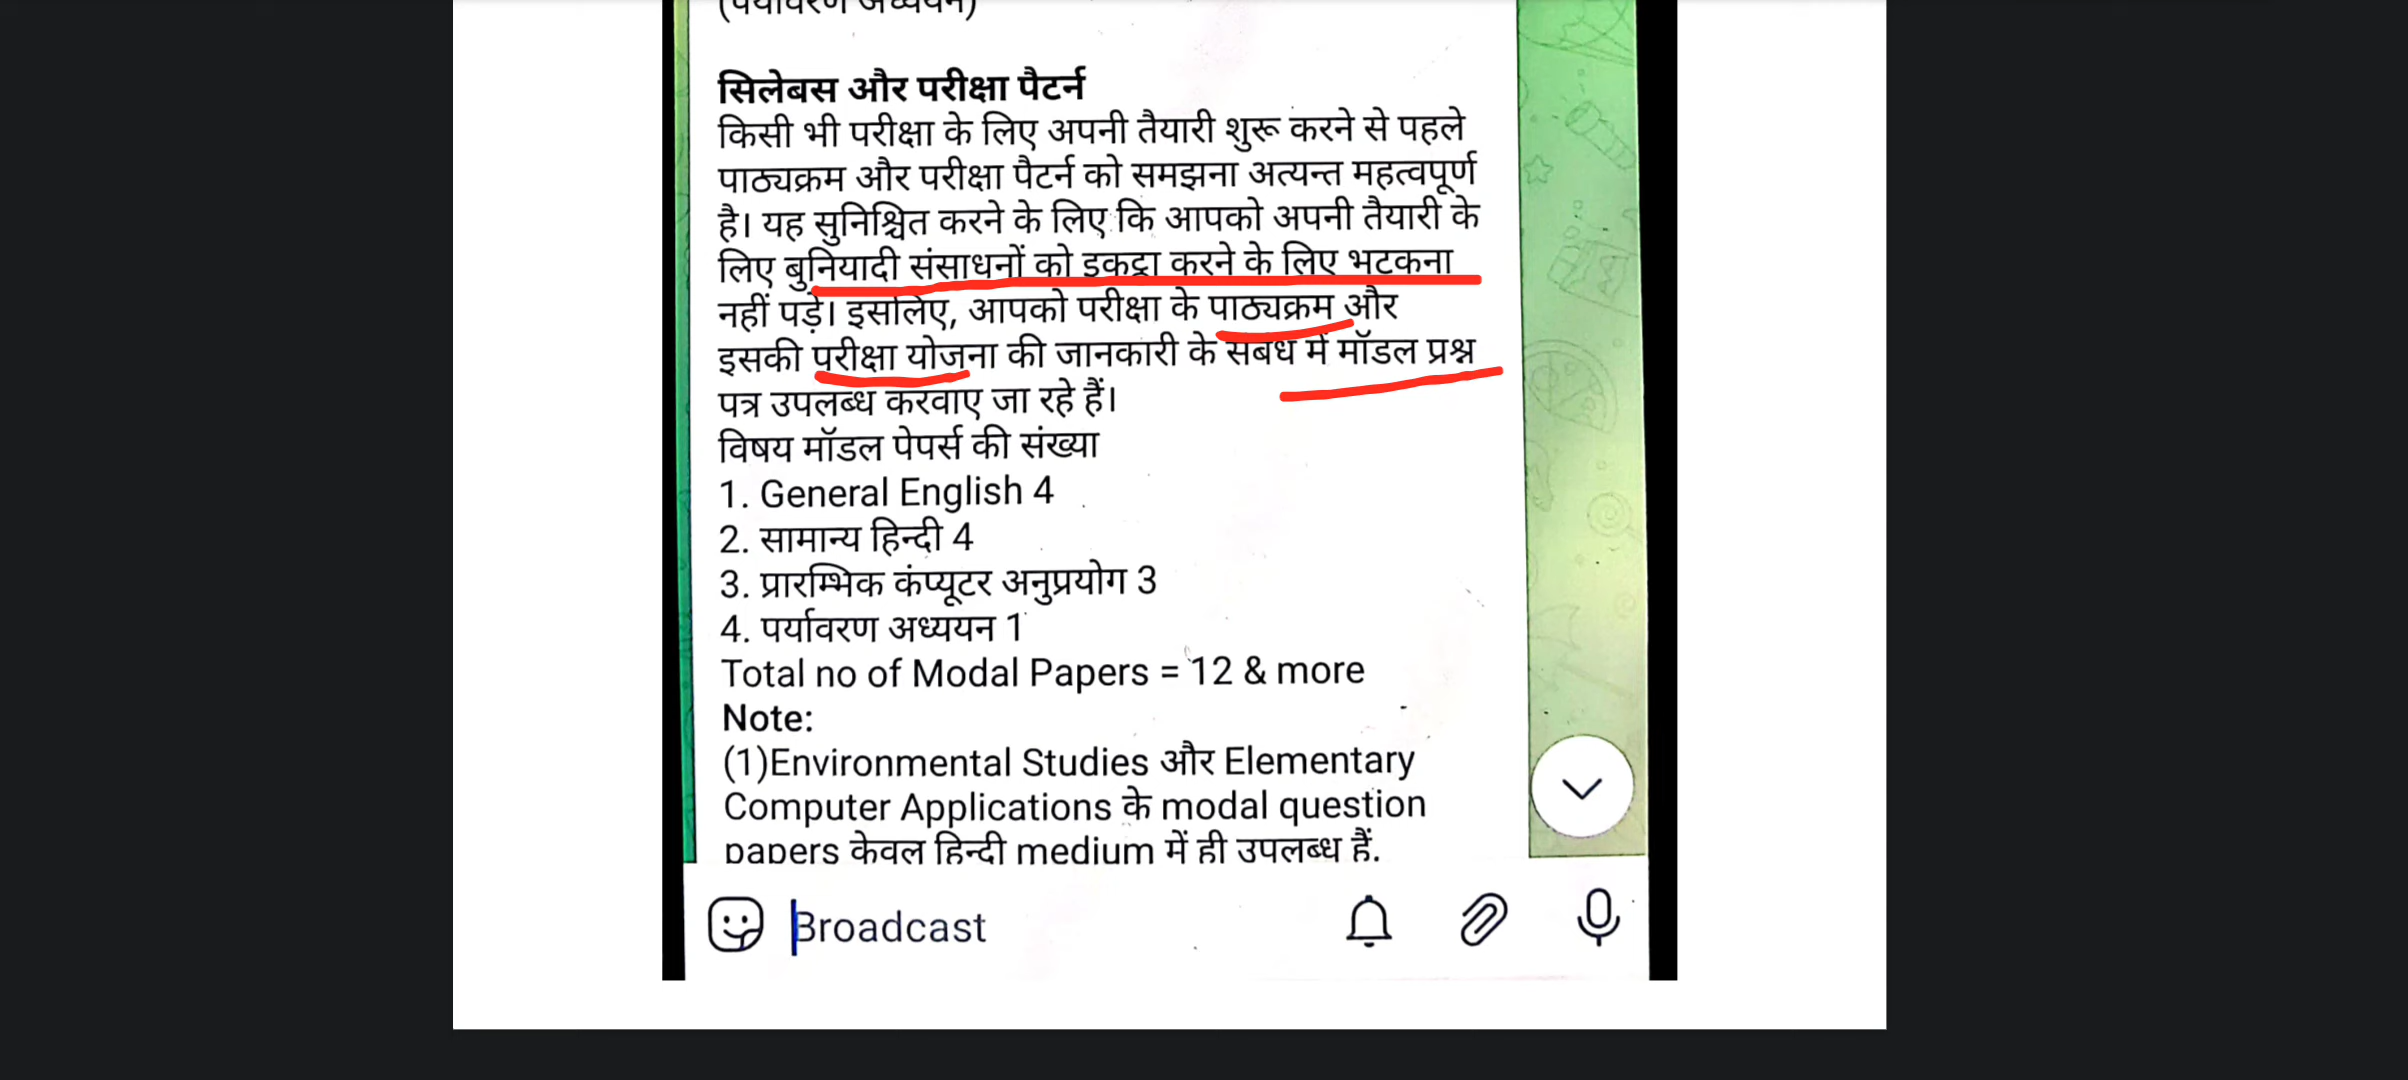 (पर्यावरण अध्ययन)
सिलेबस और परीक्षा पैटर्न
किसी भी परीक्षा के लिए अपनी तैयारी शुरू करने से पहले
पाठ्यक्रम और परीक्षा पैटर्न को समझना अत्यन्त महत्वपूर्ण
है। यह सुनिश्चित करने के लिए कि आपको अपनी तैयारी के
लिए बुनियादी संसाधनों को इकट्ठा करने के लिए भटकना
नहीं पड़े। इसलिए, आपको परीक्षा के पाठ्यक्रम और
इसकी परीक्षा योजना की जानकारी के संबंध में मॉडल प्रश्न
पत्र उपलब्ध करवाए जा रहे हैं।
विषय मॉडल पेपर्स की संख्या
1. General English 4
2. सामान्य हिन्दी 4
3. प्रारम्भिक कंप्यूटर अनुप्रयोग 3
4. पर्यावरण अध्ययन 1
Total no of Modal Papers = 12 & more
Note:
(1)Environmental Studies और Elementary
Computer Applications के modal question
papers केवल हिन्दी medium में ही उपलब्ध हैं.
Broadcast